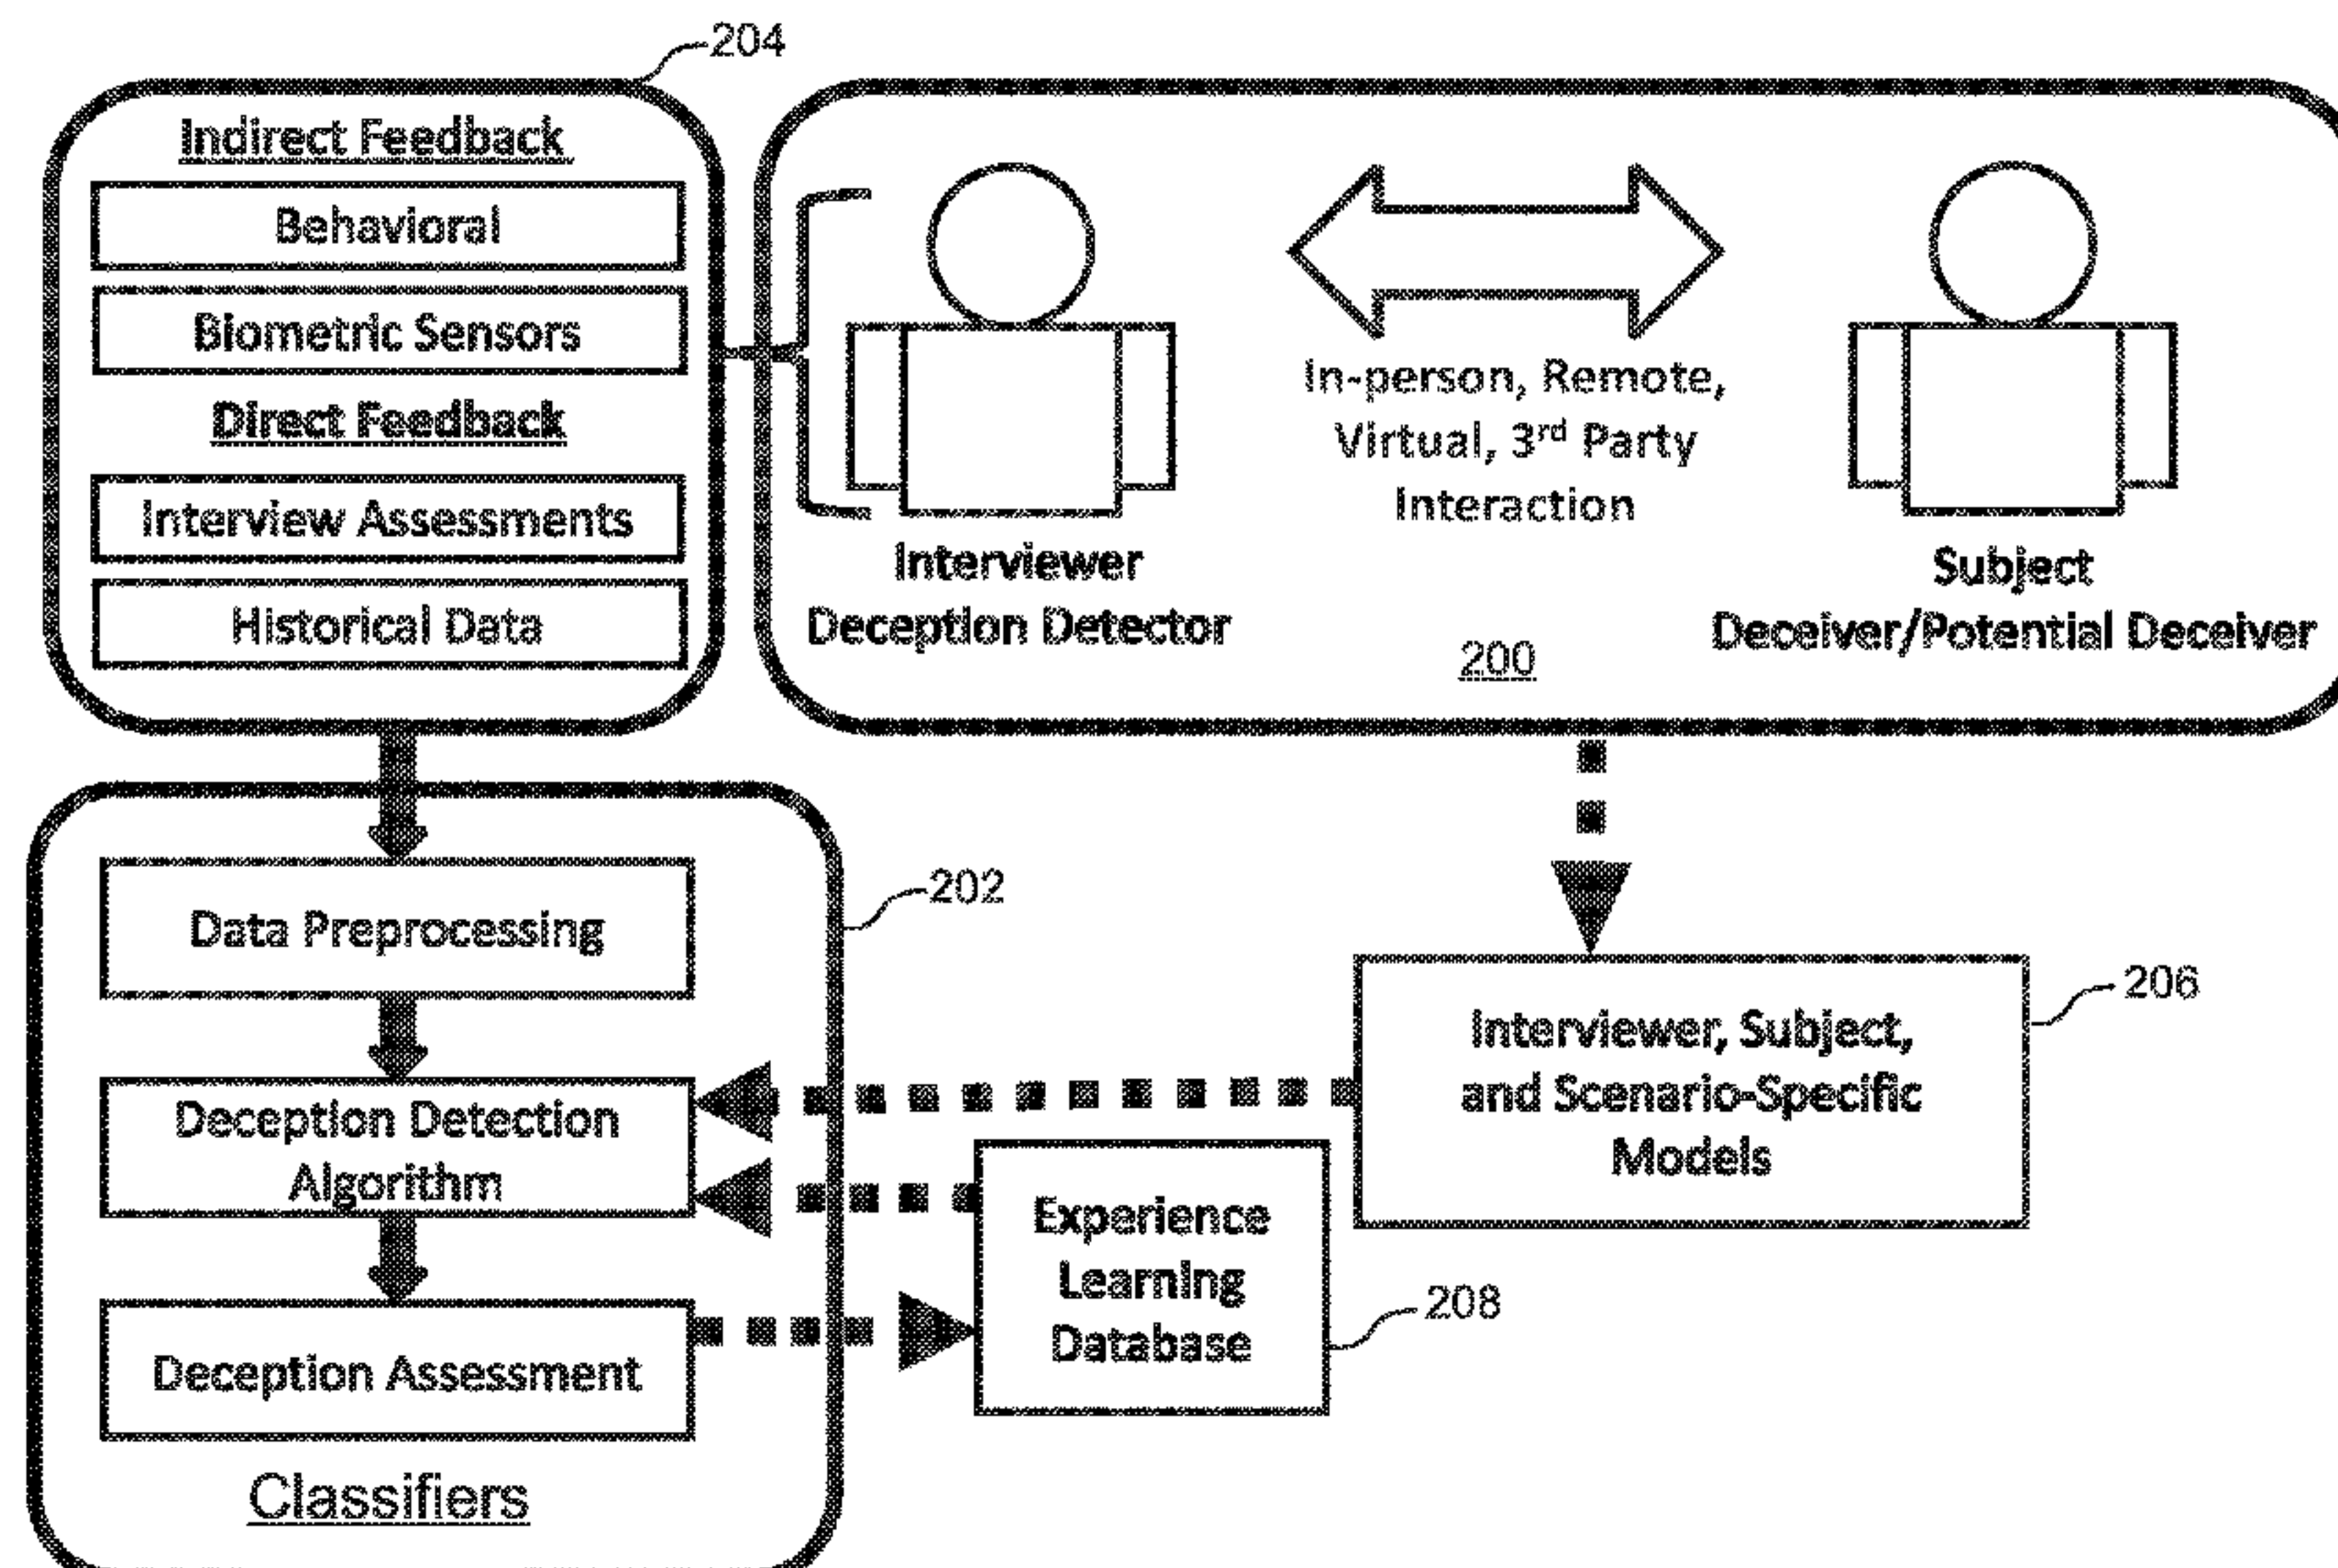 204
Indirect Feedback
Behavioral
Biometric Sensors
Direct Feedback
Interview Assessments
Historical Data
In-person, Remote,
Virtual, 3rd Party
Interaction
Interviewer
Deception Detector
Subject
Deceiver/Potential Deceiver
200
202
Data Preprocessing
Deception Detection
Algorithm
Deception Assessment
Classifiers
206
Interviewer, Subject,
and Scenario-Specific
Models
Experience
Learning
Database
208